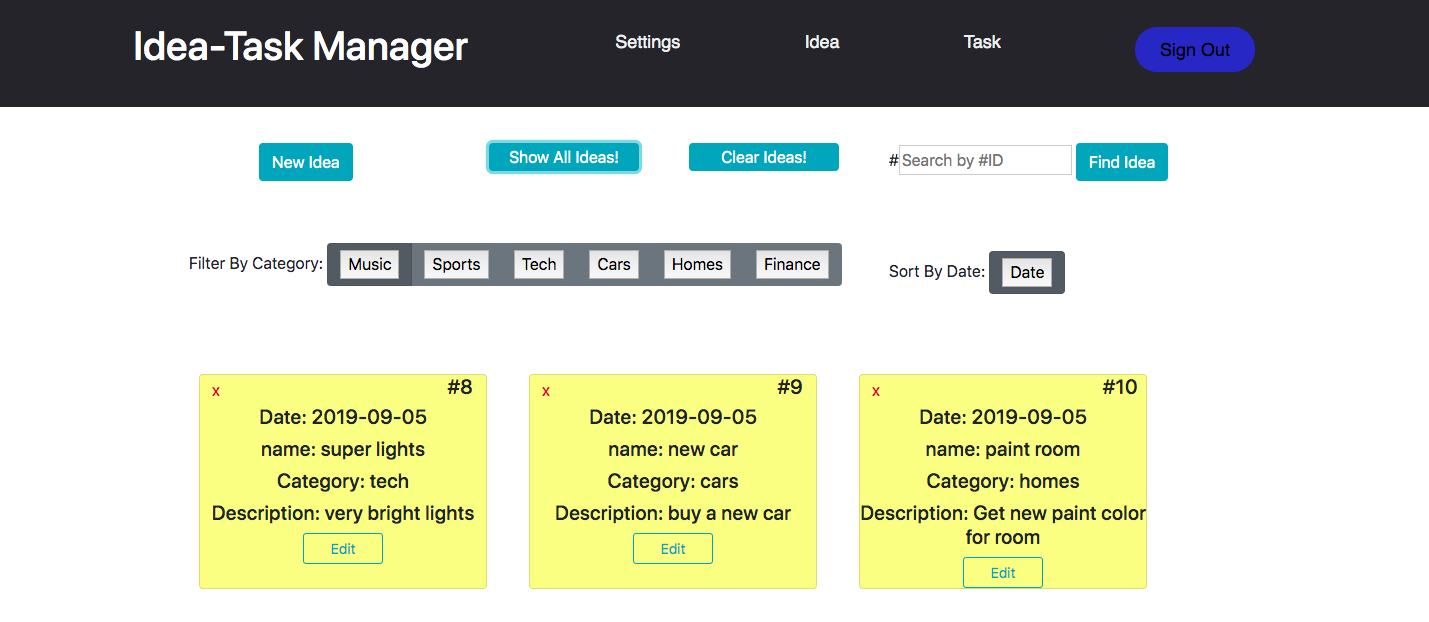 Idea-Task Manager
Settings
Idea
Task
Sign Out
New Idea
Show All Ideas!
Clear Ideas!
#Search by #ID
Find Idea
Filter By Category:
Music
Sports
Tech
Cars
Homes
Finance
Sort By Date:
Date
x
#8
Date: 2019-09-05
name: super lights
Category: tech
Description: very bright lights
Edit
x
#9
Date: 2019-09-05
name: new car
Category: cars
Description: buy a new car
Edit
x
#10
Date: 2019-09-05
name: paint room
Category: homes
Description: Get new paint color
for room
Edit